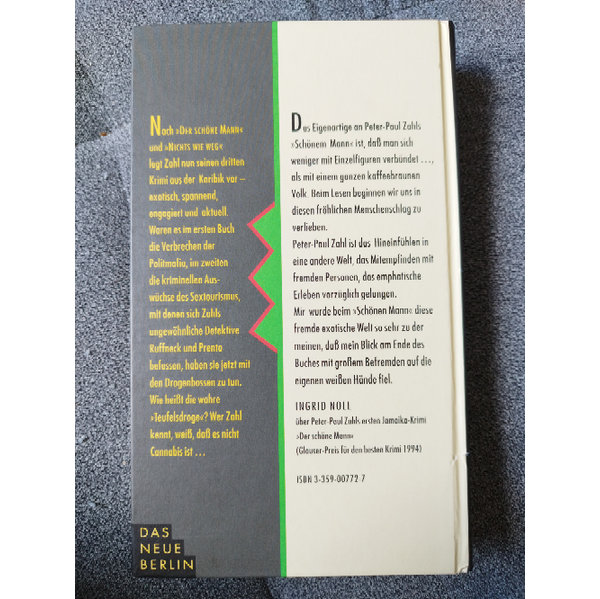 Nach »DER SCHÖNE MANN«
und »NICHTS WIE WEG«
legt Zahl nun seinen dritten
Krimi aus der Karibik vor –
exotisch, spannend,
engagiert und aktuell.
Waren es im ersten Buch
die Verbrechen der
Politmafia, im zweiten
die kriminellen Aus-
wüchse des Sextourismus,
mit denen sich Zahls
ungewöhnliche Detektive
Ruffneck und Prento
befassen, haben sie jetzt mit
den Drogenbossen zu tun.
Wie heißt die wahre
»Teufelsdroge«? Wer Zahl
kennt, weiß, daß es nicht
Cannabis ist ...
DAS
NEUE
BERLIN
Das Eigenartige an Peter-Paul Zahls
»Schönem Mann« ist, daß man sich
weniger mit Einzelfiguren verbündet ...,
als mit einem ganzen kaffeebraunen
Volk. Beim Lesen beginnen wir uns in
diesen fröhlichen Menschenschlag zu
verlieben.
Peter-Paul Zahl ist das Hineinfühlen in
eine andere Welt, das Mitempfinden mit
fremden Personen, das emphatische
Erleben vorzüglich gelungen.
Mir wurde beim »Schönen Mann« diese
fremde exotische Welt so sehr zu der
meinen, daß mein Blick am Ende des
Buches mit großem Befremden auf die
eigenen weißen Hände fiel.
INGRID NOLL
über Peter-Paul Zahls ersten Jamaika-Krimi
»Der schöne Mann«
(Glauser-Preis für den besten Krimi 1994)
ISBN 3-359-00772-7